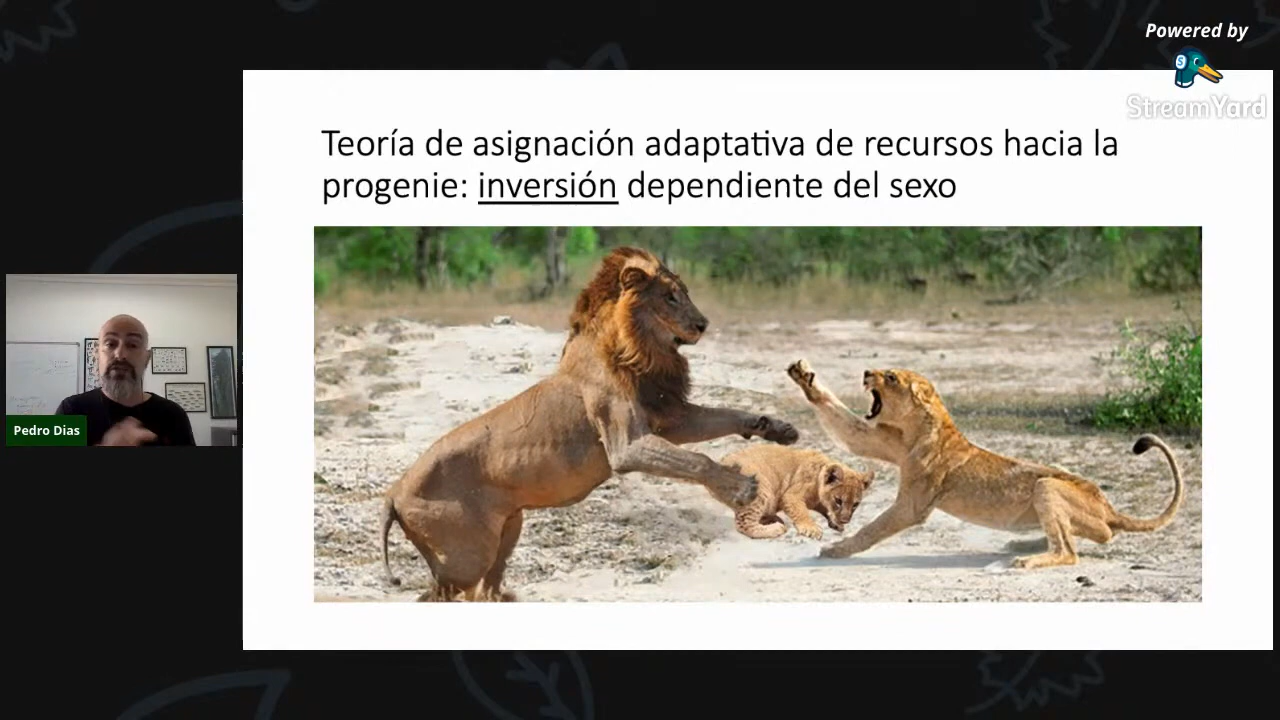 Powered by
StreamYard
Teoría de asignación adaptativa de recursos hacia la
progenie: inversión dependiente del sexo
Pedro Dias